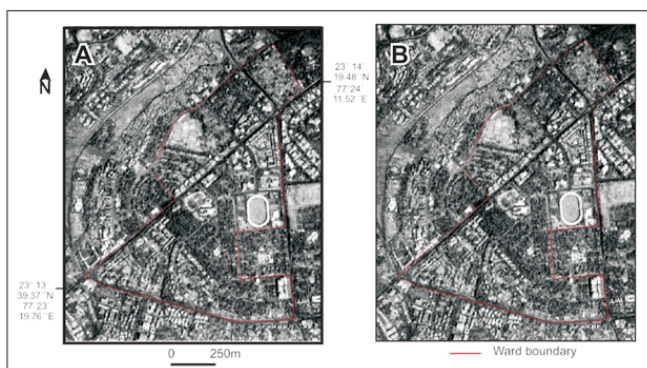 A
B
N
23° 14´
19.48´´N
77°24´
11.52´´E
23° 13´
39.37´´N
77°23´
19.76´´E
0 250m
Ward boundary